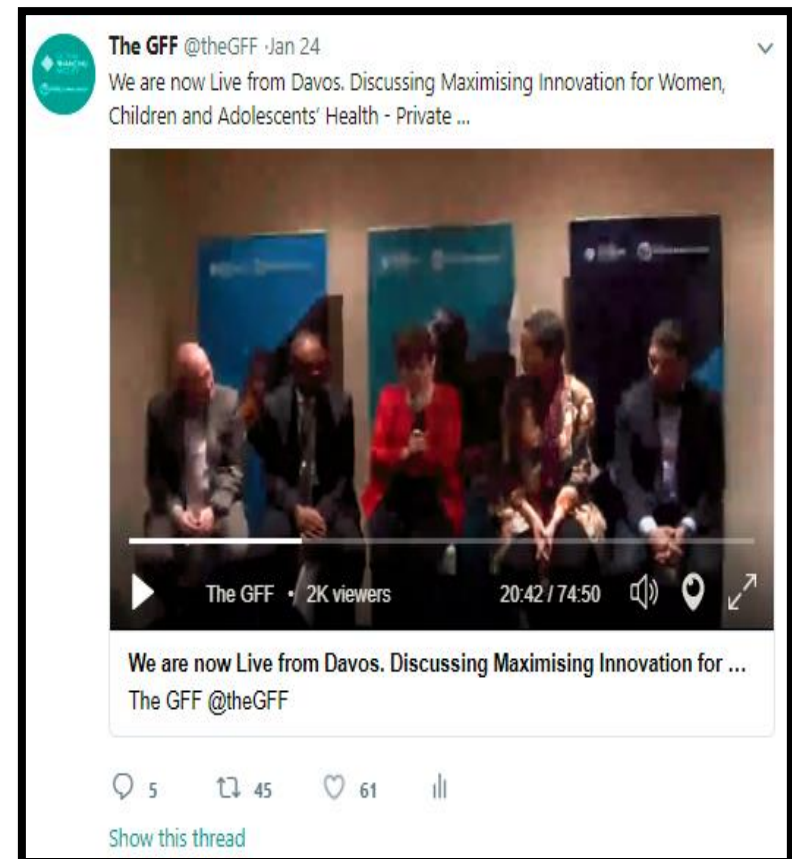 The GFF @theGFF ·Jan 24
We are now Live from Davos. Discussing Maximising Innovation for Women,
Children and Adolescents' Health - Private ...
The GFF • 2K viewers
20:42 / 74:50
We are now Live from Davos. Discussing Maximising Innovation for ...
The GFF @theGFF
5 45 61
Show this thread